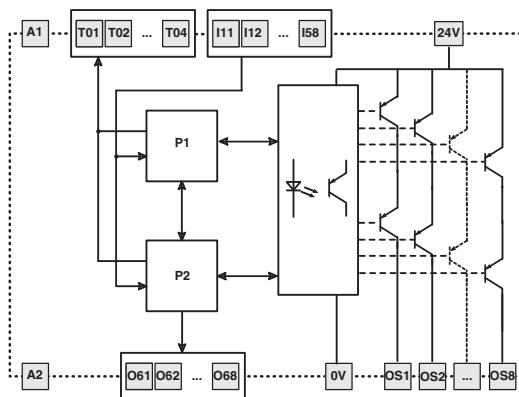 A1 T01 T02 ... T04 I11 I12 ... I58 24V
P1
P2
A2 O61 O62 ... O68 0V OS1 OS2 ... OS8